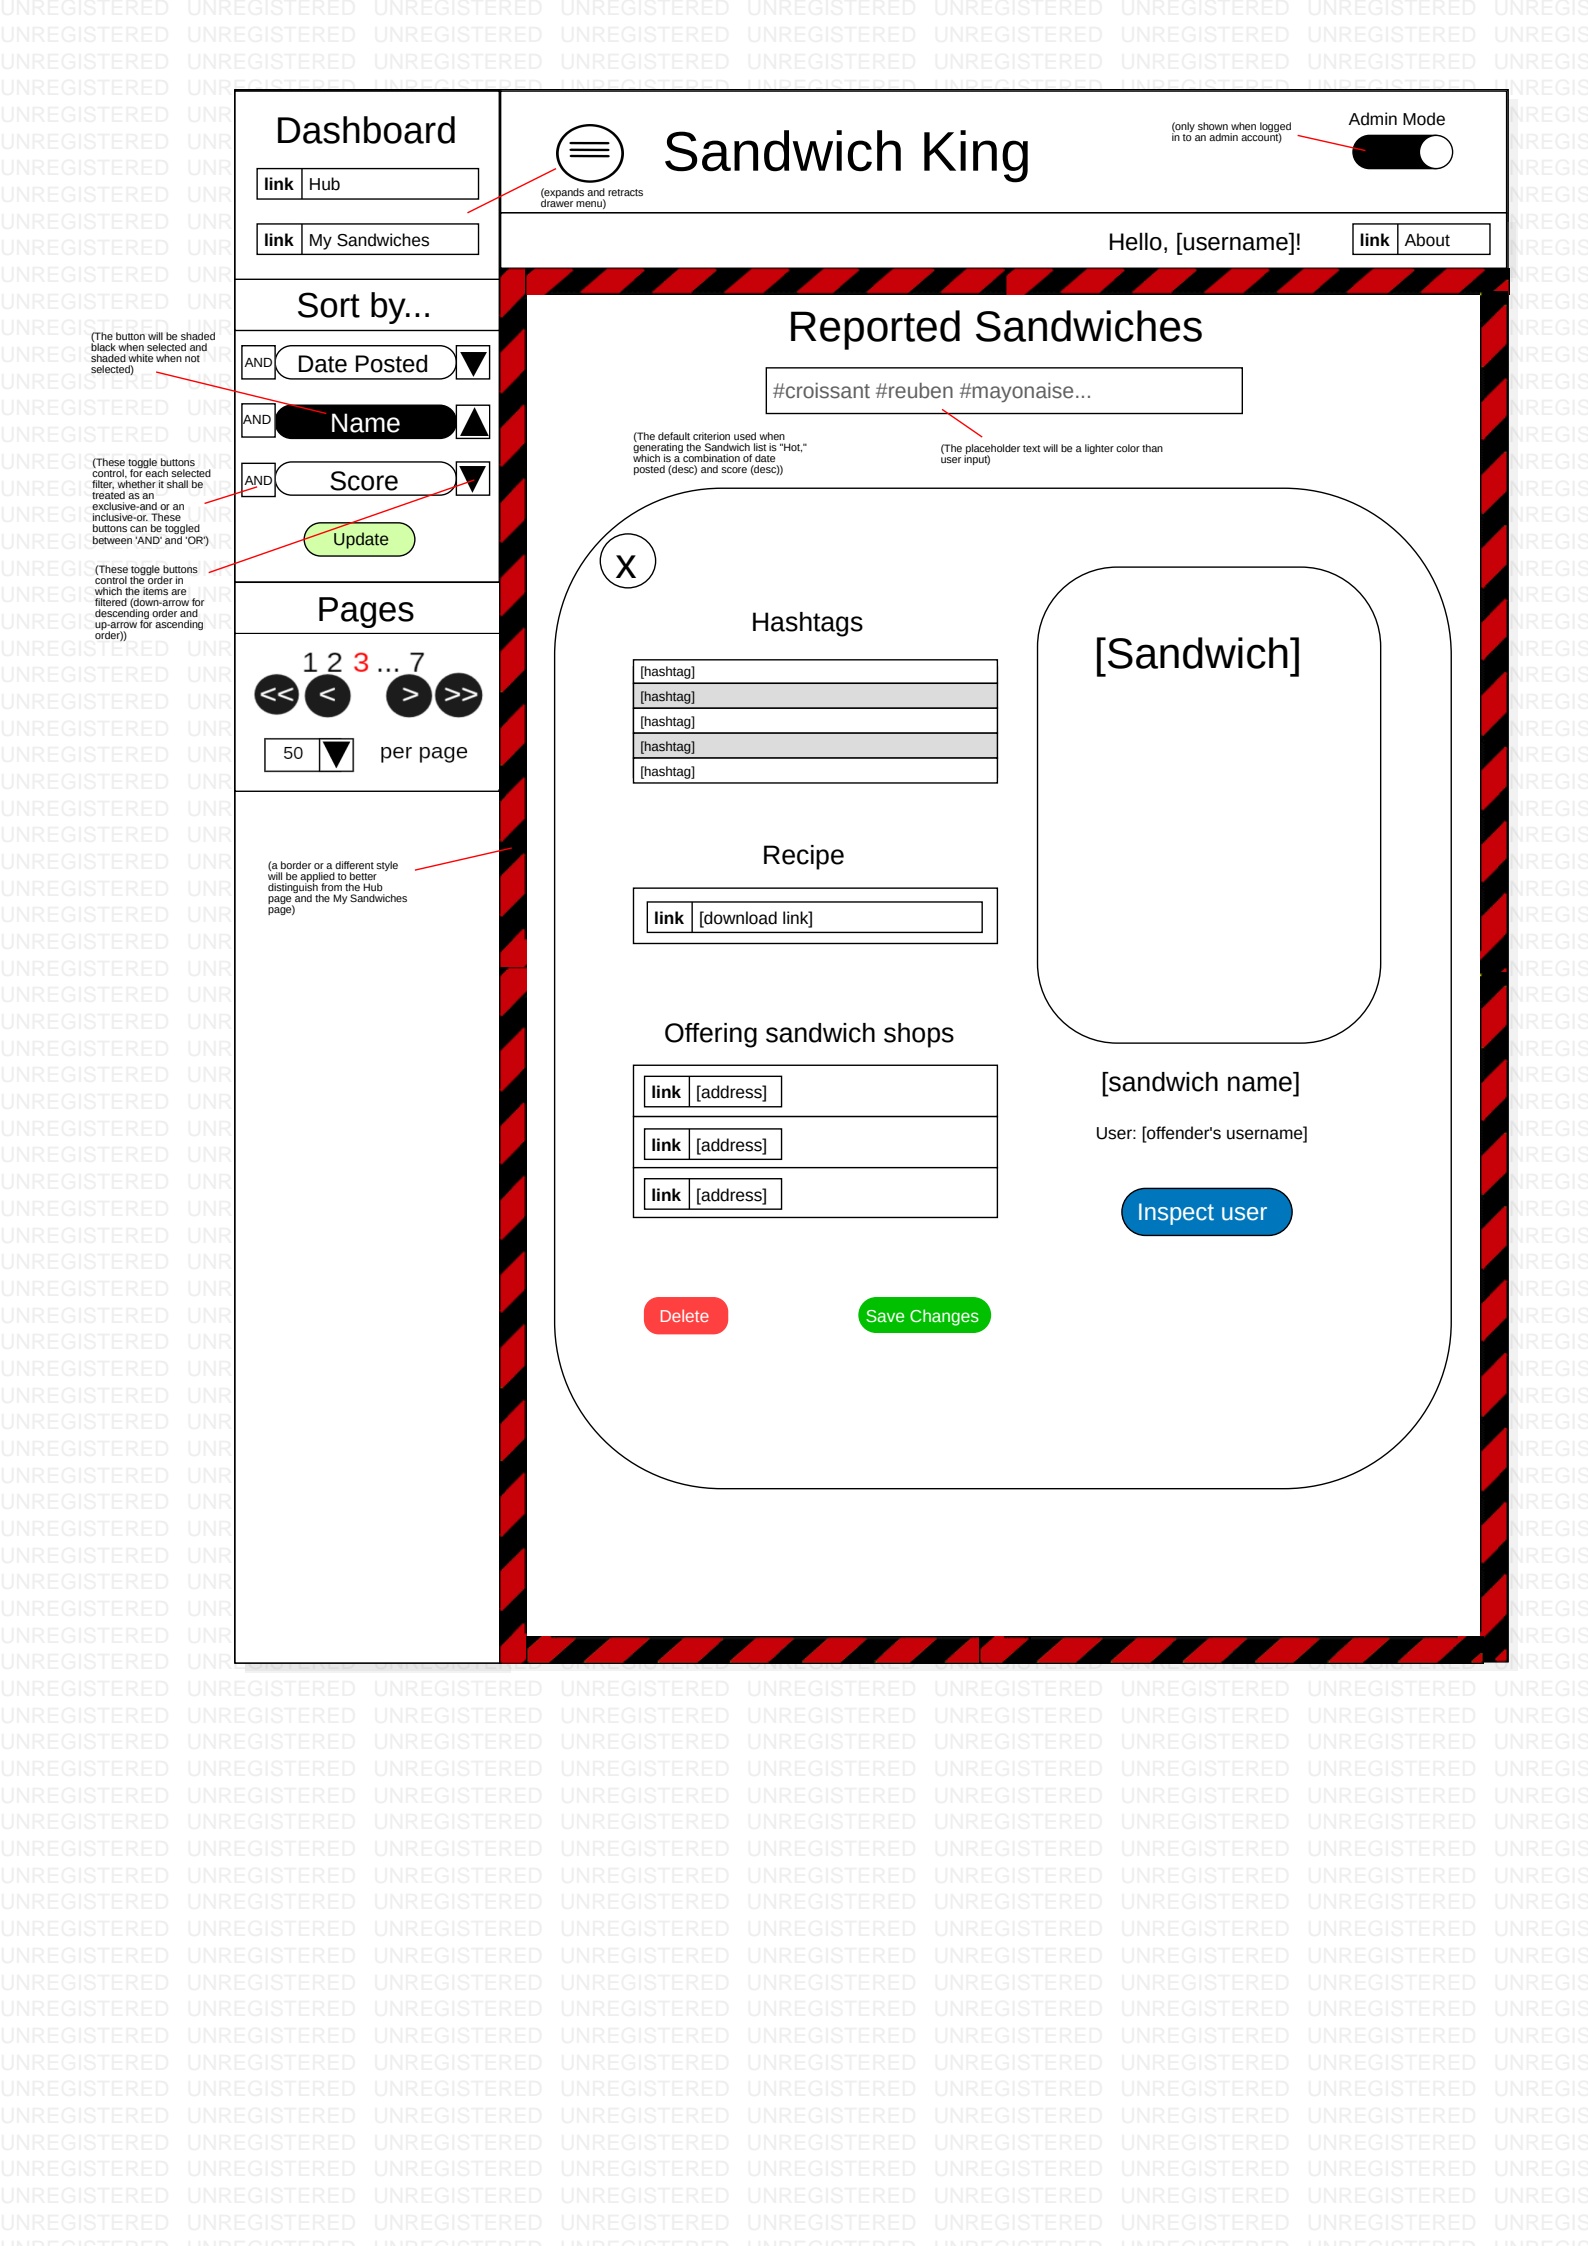 Dashboard
link Hub
link My Sandwiches
(expands and retracts
drawer menu)
Sandwich King
(only shown when logged
in to an admin account)
Admin Mode
Hello, [username]!
link About
Sort by...
(The button will be shaded
black when selected and
shaded white when not
selected)
AND Date Posted
AND Name
AND Score
(These toggle buttons
control, for each selected
filter, whether it shall be
treated as an
exclusive-and or an
inclusive-or. These
buttons can be toggled
between 'AND' and 'OR')
Update
(These toggle buttons
control the order in
which the items are
filtered (down-arrow for
descending order and
up-arrow for ascending
order))
Pages
1 2 3 ... 7
<< < > >>
50 per page
(a border or a different style
will be applied to better
distinguish from the Hub
page and the My Sandwiches
page)
Reported Sandwiches
#croissant #reuben #mayonaise...
(The default criterion used when
generating the Sandwich list is "Hot,"
which is a combination of date
posted (desc) and score (desc))
(The placeholder text will be a lighter color than
user input)
x
Hashtags
[hashtag]
[hashtag]
[hashtag]
[hashtag]
[hashtag]
Recipe
link [download link]
Offering sandwich shops
link [address]
link [address]
link [address]
Delete
Save Changes
[Sandwich]
[sandwich name]
User: [offender's username]
Inspect user
UNREGISTERED